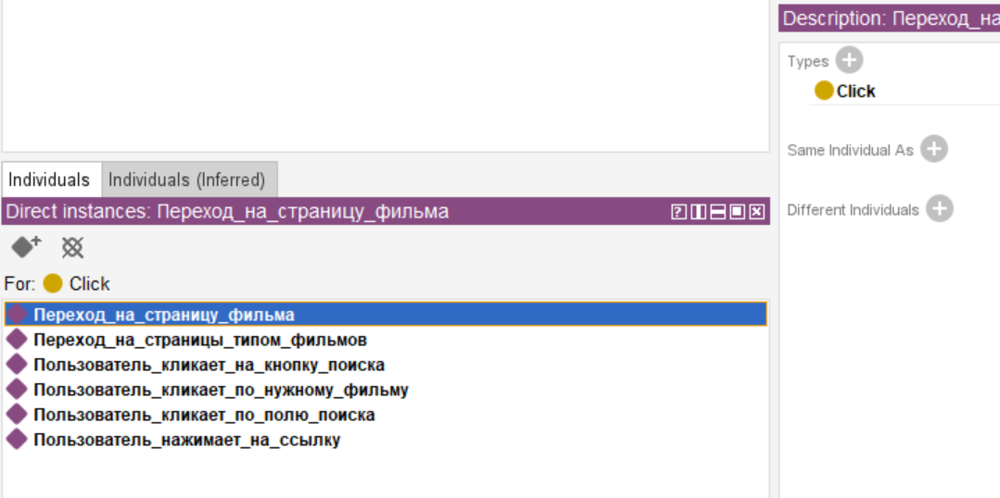 Description: Переход_на
Types
Click
Same Individual As
Different Individuals
Individuals
Individuals (Inferred)
Direct instances: Переход_на_страницу_фильма
For: Click
Переход_на_страницу_фильма
Переход_на_страницы_типом_фильмов
Пользователь_кликает_на_кнопку_поиска
Пользователь_кликает_по_нужному_фильму
Пользователь_кликает_по_полю_поиска
Пользователь_нажимает_на_ссылку